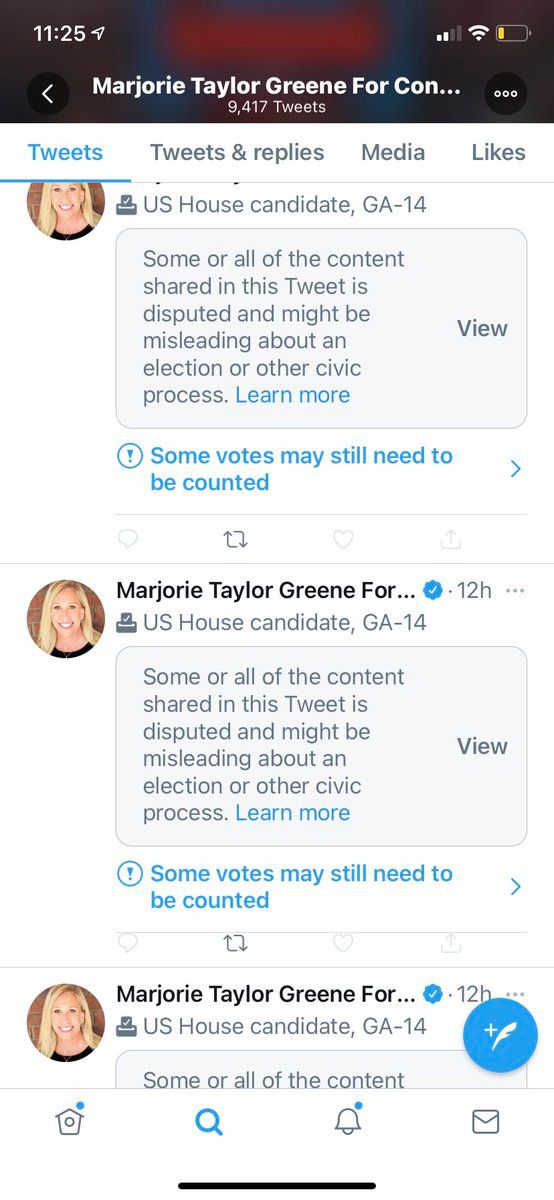 11:25
Marjorie Taylor Greene For Con...
9,417 Tweets
Tweets
Tweets & replies
Media
Likes
US House candidate, GA-14
Some or all of the content
shared in this Tweet is
disputed and might be
misleading about an
election or other civic
process. Learn more
View
Some votes may still need to
be counted
Marjorie Taylor Greene For... · 12h
US House candidate, GA-14
Some or all of the content
shared in this Tweet is
disputed and might be
misleading about an
election or other civic
process. Learn more
View
Some votes may still need to
be counted
Marjorie Taylor Greene For... · 12h
US House candidate, GA-14
Some or all of the content